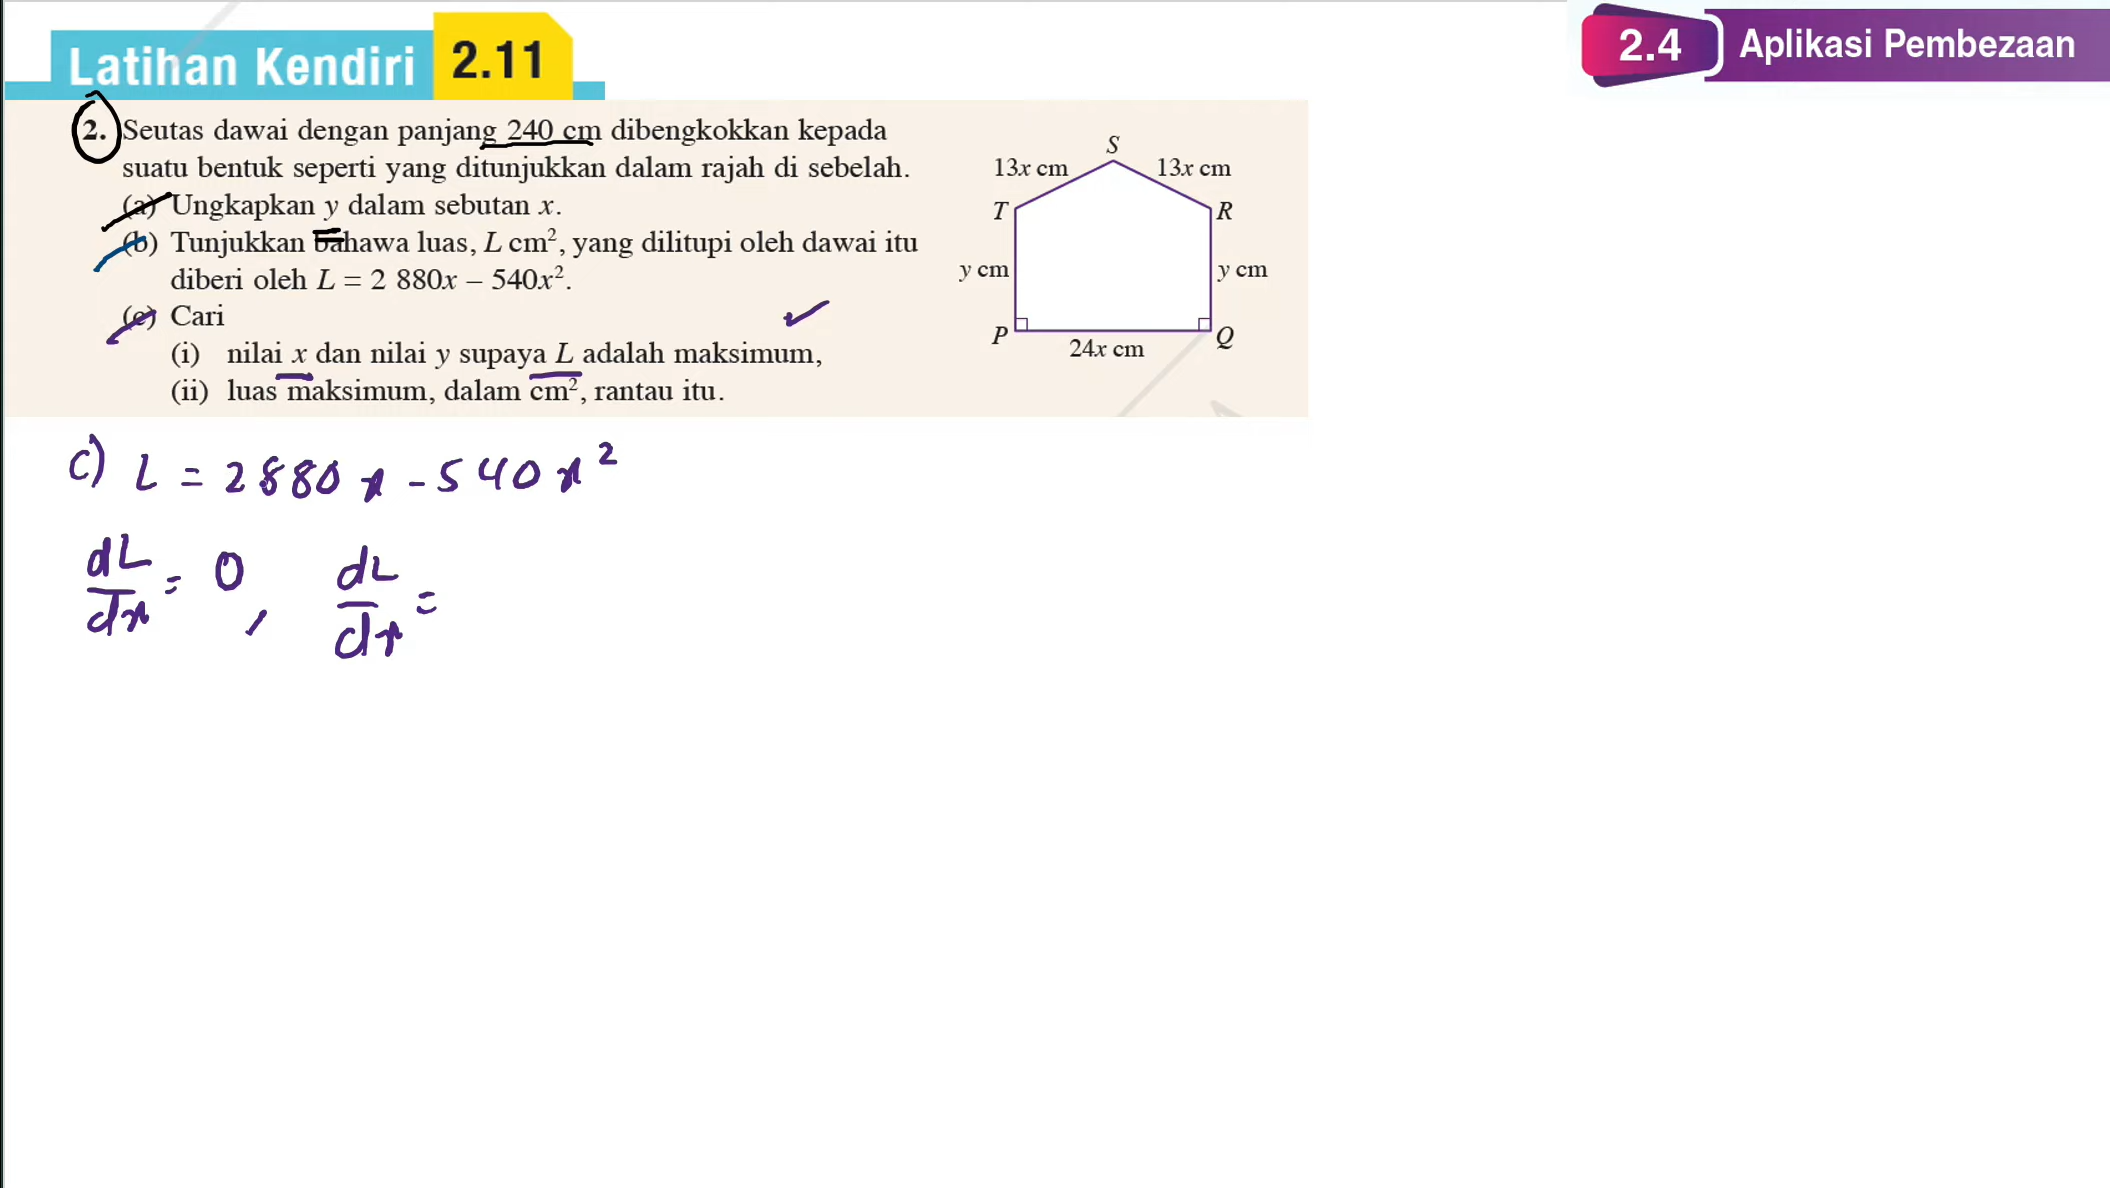 Latihan Kendiri 2.11
2.4 Aplikasi Pembezaan
2. Seutas dawai dengan panjang 240 cm dibengkokkan kepada
suatu bentuk seperti yang ditunjukkan dalam rajah di sebelah.
(a) Ungkapkan y dalam sebutan x.
(b) Tunjukkan bahawa luas, L cm², yang dilitupi oleh dawai itu
diberi oleh L = 2 880x – 540x².
(c) Cari
(i) nilai x dan nilai y supaya L adalah maksimum,
(ii) luas maksimum, dalam cm², rantau itu.
S
13x cm 13x cm
T R
y cm y cm
P Q
24x cm
c) L = 2880x - 540x²
dL/dx = 0, dL/dx =